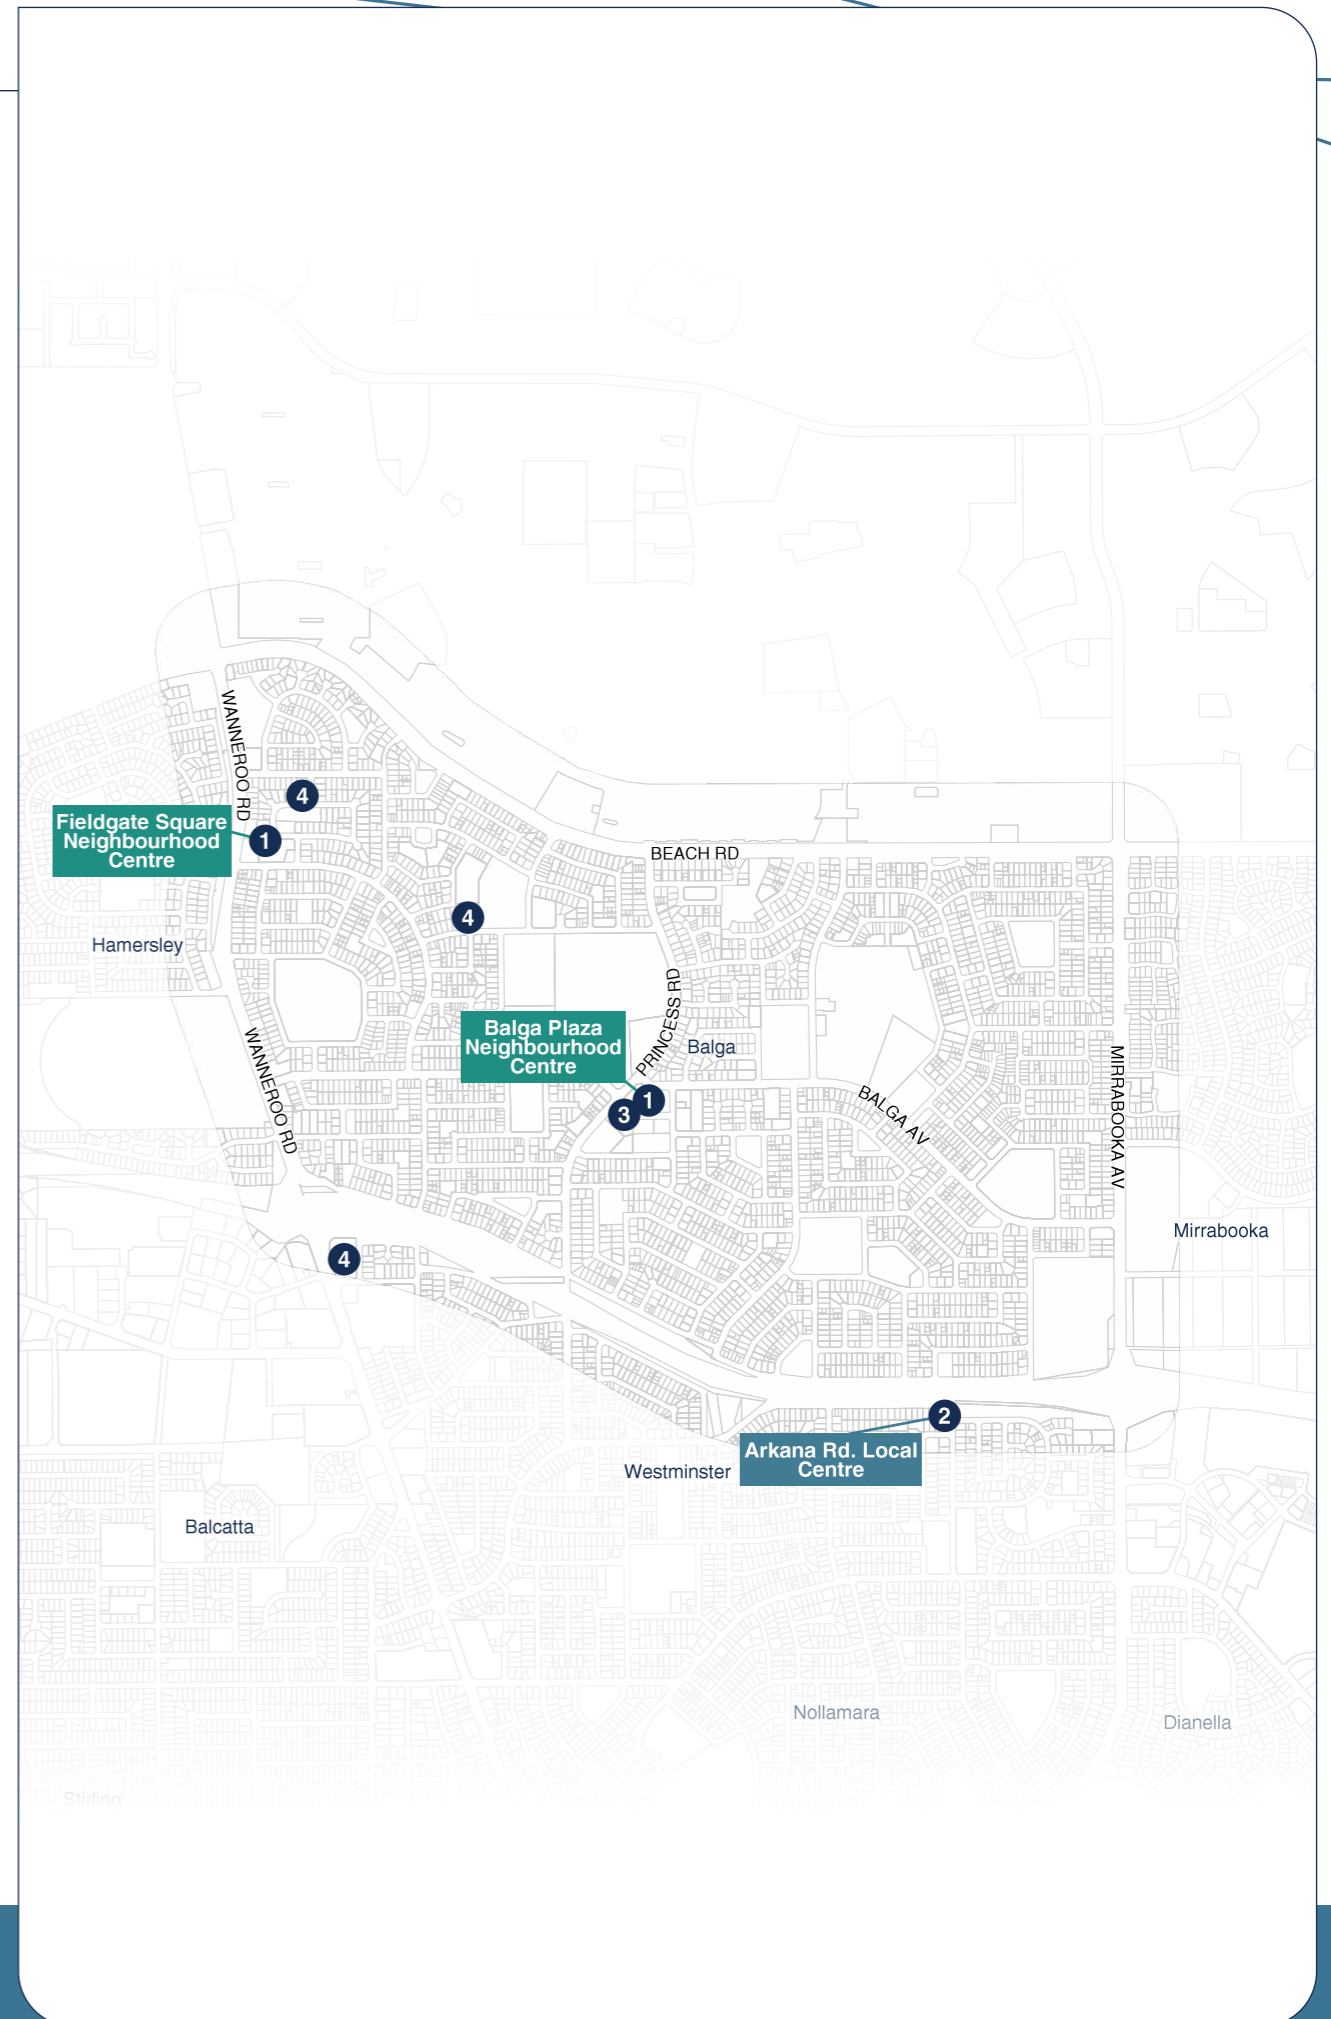 WANNEROO RD
4
Fieldgate Square
Neighbourhood
Centre
1
BEACH RD
4
Hamersley
PRINCESS RD
Balga Plaza
Neighbourhood
Centre
Balga
WANNEROO RD
1
3
BALGA AV
MIRRABOOKA AV
Mirrabooka
4
2
Arkana Rd. Local
Centre
Westminster
Balcatta
Nollamara
Dianella
Stirling